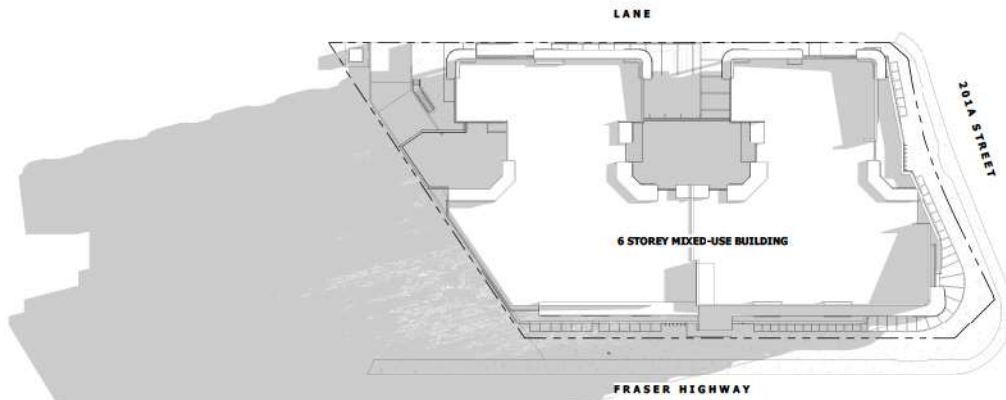 LANE
201A STREET
6 STOREY MIXED-USE BUILDING
FRASER HIGHWAY